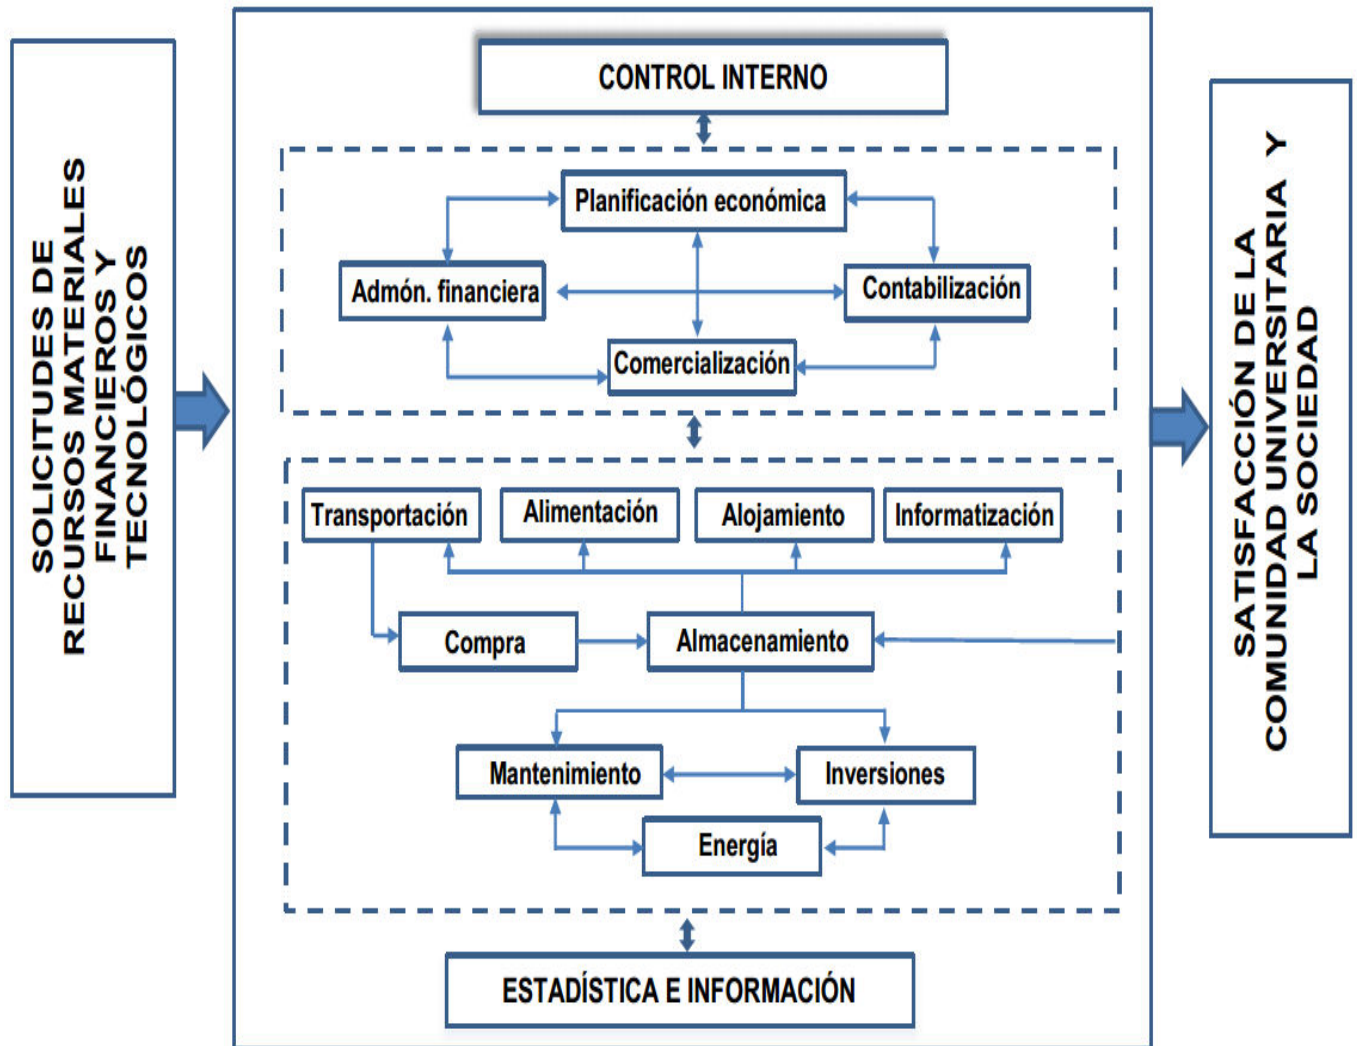 SOLICITUDES DE
RECURSOS MATERIALES
FINANCIEROS Y
TECNOLÓGICOS
CONTROL INTERNO
Planificación económica
Admón. financiera
Contabilización
Comercialización
Transportación
Alimentación
Alojamiento
Informatización
Compra
Almacenamiento
Mantenimiento
Inversiones
Energía
ESTADÍSTICA E INFORMACIÓN
SATISFACCIÓN DE LA
COMUNIDAD UNIVERSITARIA Y
LA SOCIEDAD